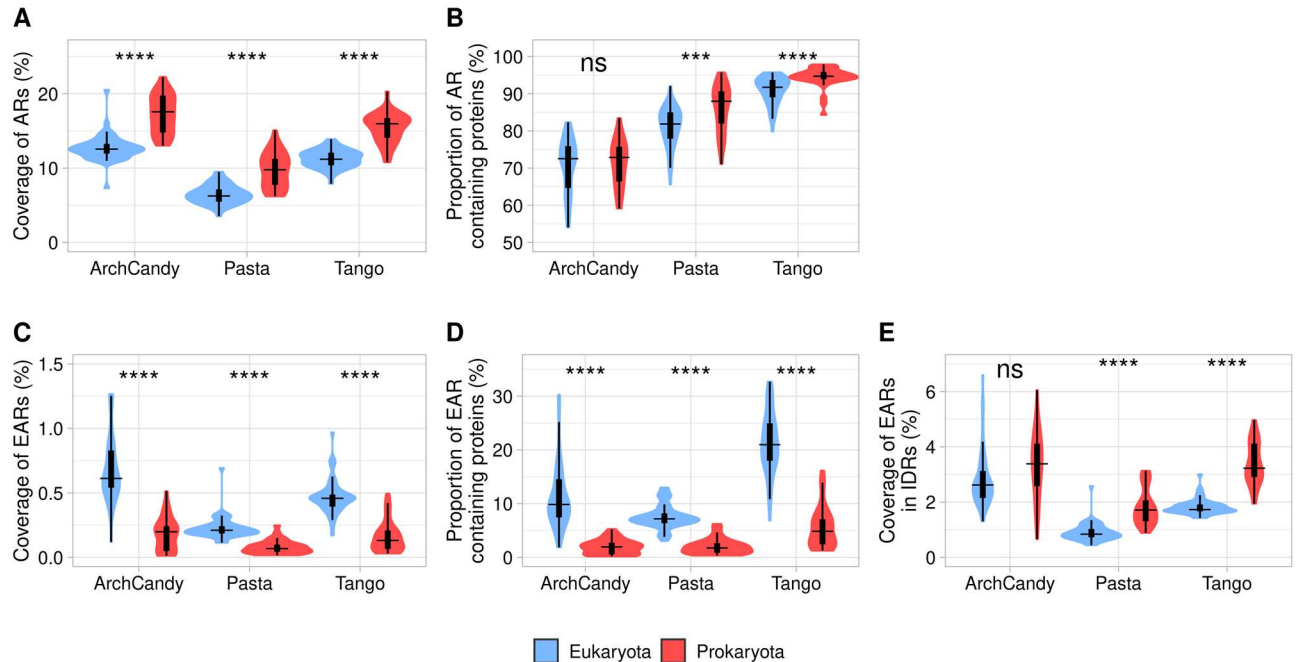 A
Coverage of ARs (%)
20
10
0
****
****
****
ArchCandy
Pasta
Tango
B
Proportion of AR
containing proteins (%)
100
90
80
70
60
50
ns
***
****
ArchCandy
Pasta
Tango
C
Coverage of EARs (%)
1.5
1.0
0.5
0.0
****
****
****
ArchCandy
Pasta
Tango
D
Proportion of EAR
containing proteins (%)
30
20
10
0
****
****
****
ArchCandy
Pasta
Tango
E
Coverage of EARs
in IDRs (%)
6
4
2
0
ns
****
****
ArchCandy
Pasta
Tango
Eukaryota
Prokaryota